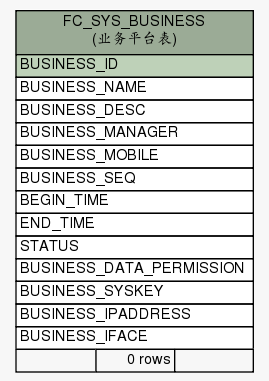 FC_SYS_BUSINESS
(业务平台表)
BUSINESS_ID
BUSINESS_NAME
BUSINESS_DESC
BUSINESS_MANAGER
BUSINESS_MOBILE
BUSINESS_SEQ
BEGIN_TIME
END_TIME
STATUS
BUSINESS_DATA_PERMISSION
BUSINESS_SYSKEY
BUSINESS_IPADDRESS
BUSINESS_IFACE
0 rows